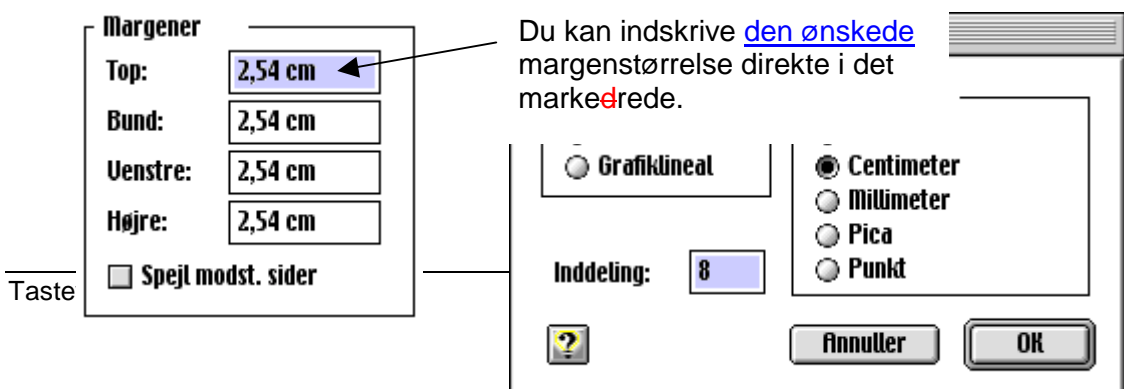 Margener
Top: 2,54 cm
Bund: 2,54 cm
Venstre: 2,54 cm
Højre: 2,54 cm
Spejl modst. sider
Taste
Du kan indskrive den ønskede
margenstørrelse direkte i det
markedrede.
Grafiklineal
Inddeling: 8
Centimeter
Millimeter
Pica
Punkt
?
Annuller
OK